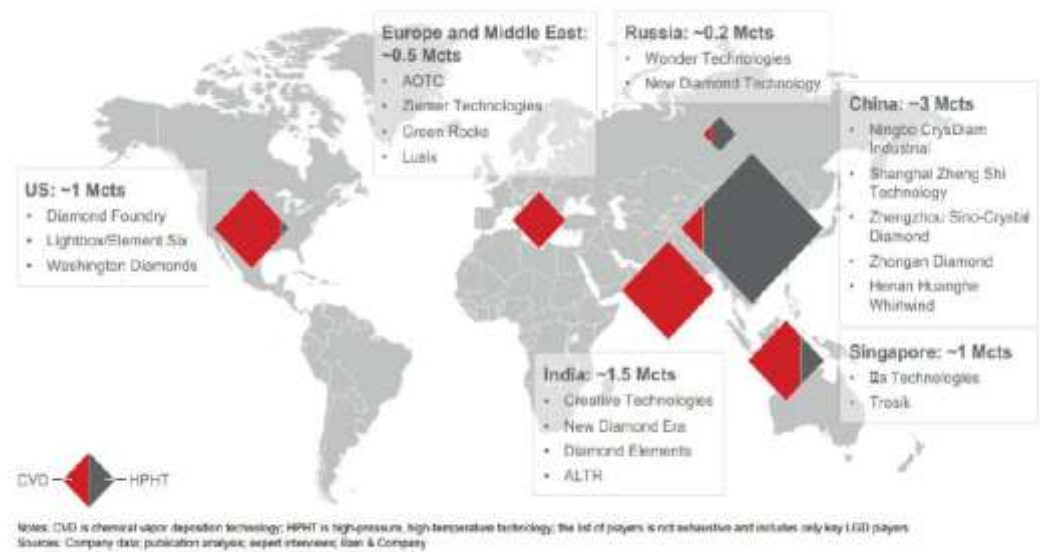 Europe and Middle East:
~0.5 Mcts
• AOTC
• Ziemer Technologies
• Green Rocks
• Lusix
Russia: ~0.2 Mcts
• Wonder Technologies
• New Diamond Technology
China: ~3 Mcts
• Ningbo CrysDiam
Industrial
• Shanghai Zheng Shi
Technology
• Zhengzhou Sino-Crystal
Diamond
• Zhongan Diamond
• Henan Huanghe
Whirlwind
US: ~1 Mcts
• Diamond Foundry
• Lightbox/Element Six
• Washington Diamonds
India: ~1.5 Mcts
• Creative Technologies
• New Diamond Era
• Diamond Elements
• ALTR
Singapore: ~1 Mcts
• Technologies
• Trosik
CVD
HPHT
Notes: CVD is chemical vapor deposition technology; HPHT is high-pressure, high-temperature technology; the list of players is not exhaustive and includes only key LGD players
Sources: Company data; publication analysis; expert interviews; Bain & Company